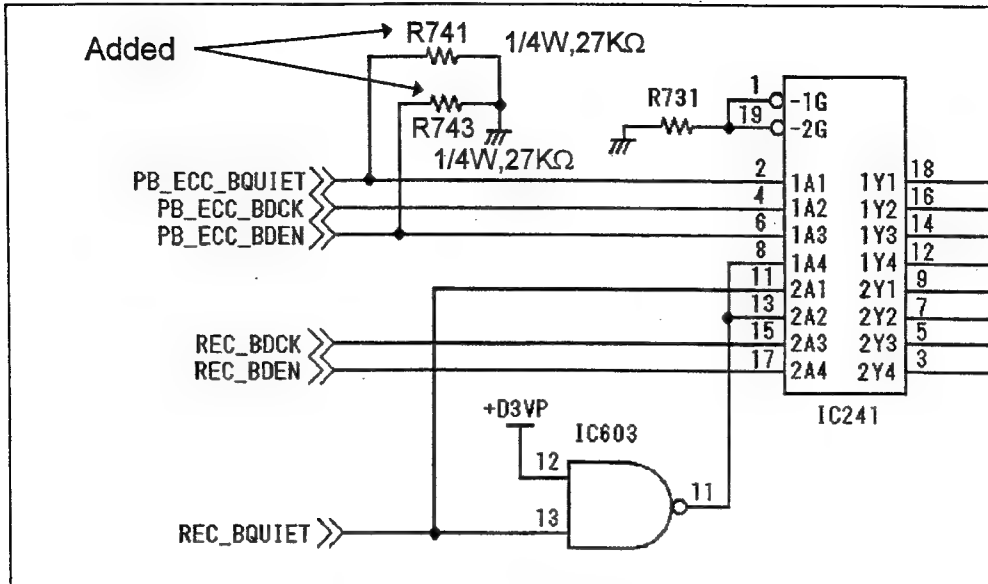 Added
R741
1/4W,27KΩ
R743
1/4W,27KΩ
R731
1
-1G
19
-2G
PB_ECC_BQUIET
2
1A1
1Y1
18
PB_ECC_BDCK
4
1A2
1Y2
16
PB_ECC_BDEN
6
1A3
1Y3
14
8
1A4
1Y4
12
11
2A1
2Y1
9
13
2A2
2Y2
7
REC_BDCK
15
2A3
2Y3
5
REC_BDEN
17
2A4
2Y4
3
IC241
+D3VP
IC603
12
11
13
REC_BQUIET